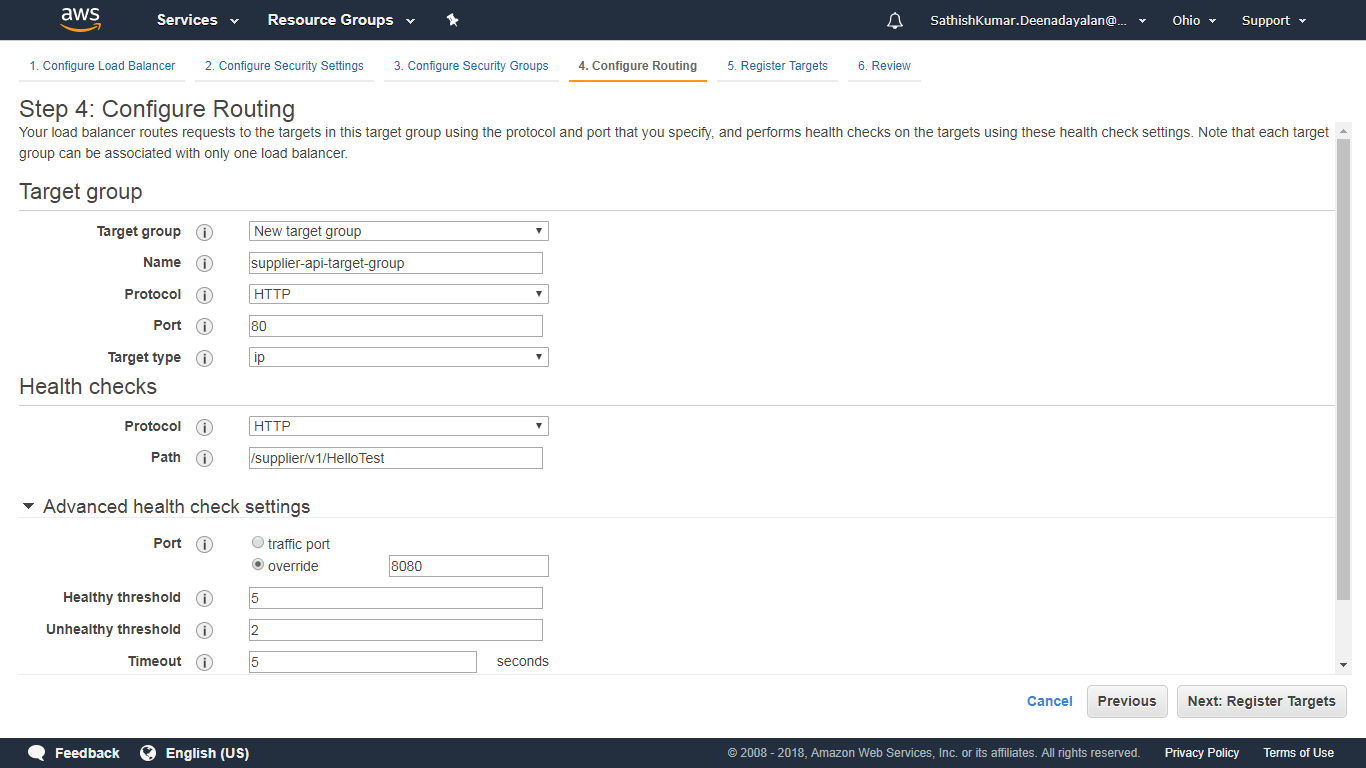 aws Services Resource Groups SathishKumar.Deenadayalan@... Ohio Support
1. Configure Load Balancer 2. Configure Security Settings 3. Configure Security Groups 4. Configure Routing 5. Register Targets 6. Review
Step 4: Configure Routing
Your load balancer routes requests to the targets in this target group using the protocol and port that you specify, and performs health checks on the targets using these health check settings. Note that each target
group can be associated with only one load balancer.
Target group
Target group i New target group
Name i supplier-api-target-group
Protocol i HTTP
Port i 80
Target type i ip
Health checks
Protocol i HTTP
Path i /supplier/v1/HelloTest
Advanced health check settings
Port i traffic port
override 8080
Healthy threshold i 5
Unhealthy threshold i 2
Timeout i 5 seconds
Cancel Previous Next: Register Targets
Feedback English (US) © 2008 - 2018, Amazon Web Services, Inc. or its affiliates. All rights reserved. Privacy Policy Terms of Use